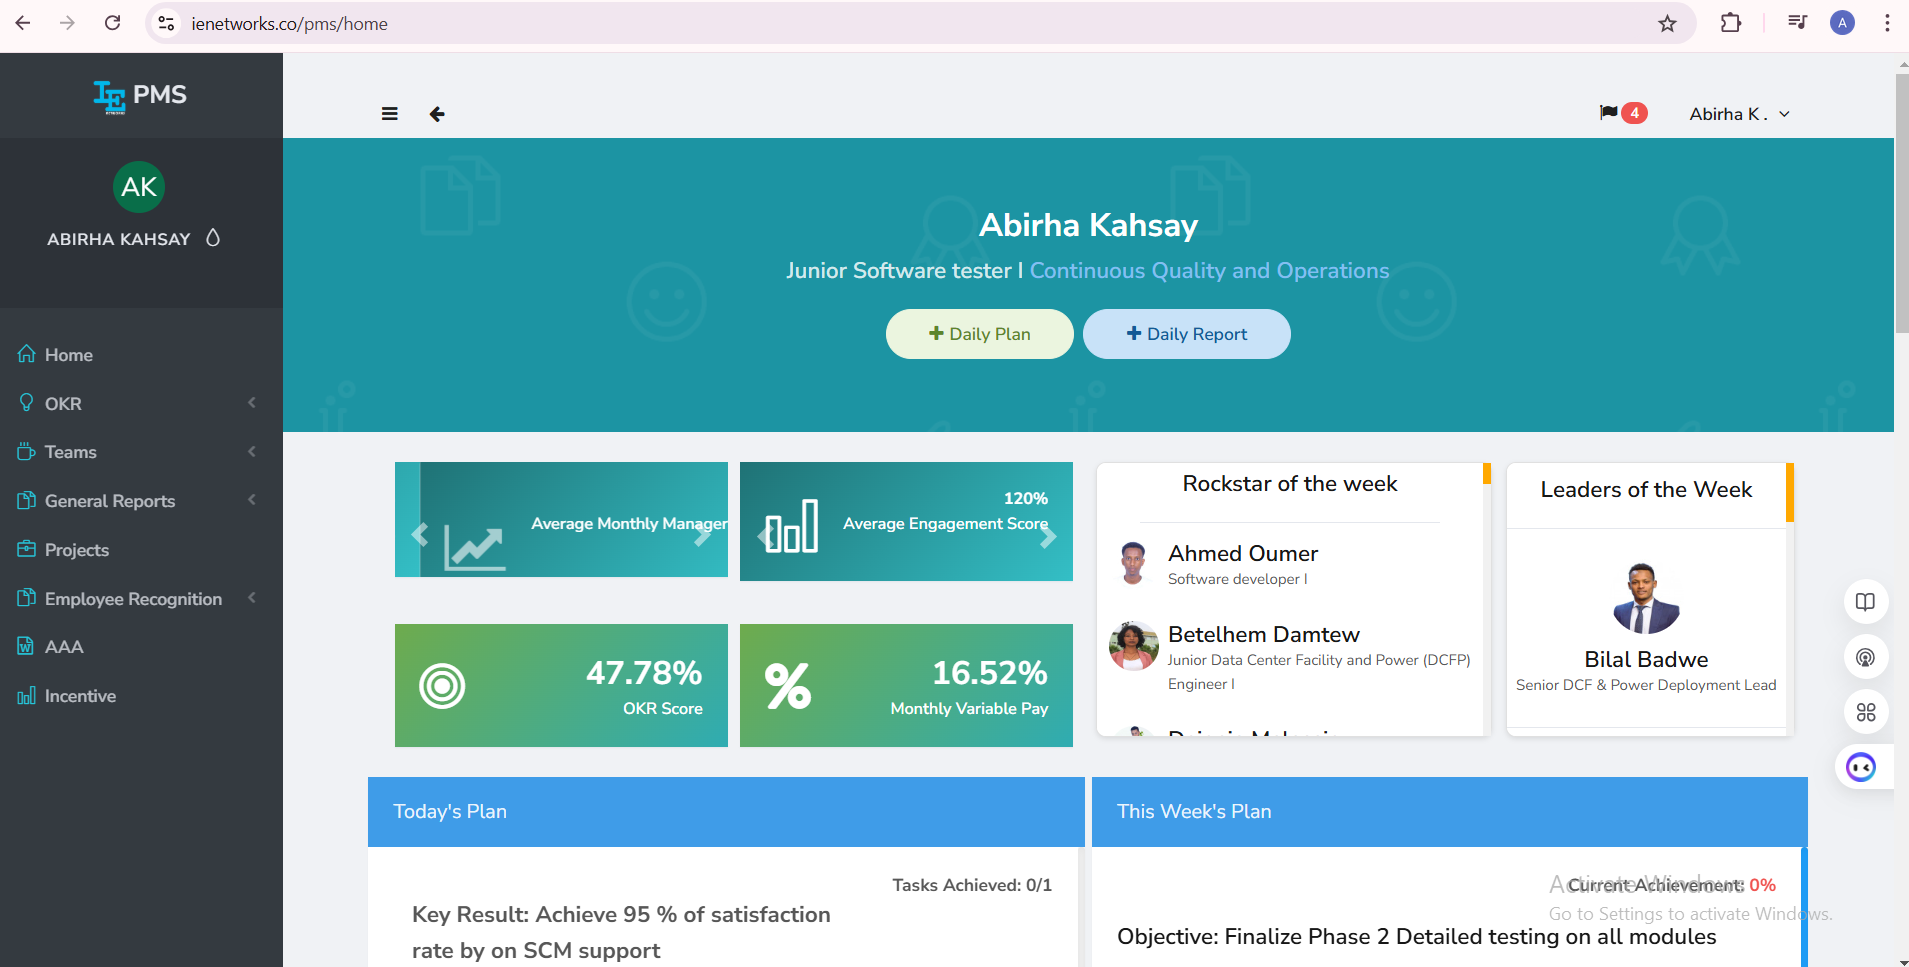 ienetworks.co/pms/home
A
IE PMS
4
Abirha K .
AK
ABIRHA KAHSAY
Home
OKR
Teams
General Reports
Projects
Employee Recognition
AAA
Incentive
Abirha Kahsay
Junior Software tester I Continuous Quality and Operations
Daily Plan
Daily Report
Average Monthly Manager
120%
Average Engagement Score
47.78%
OKR Score
16.52%
Monthly Variable Pay
Rockstar of the week
Ahmed Oumer
Software developer I
Betelhem Damtew
Junior Data Center Facility and Power (DCFP)
Engineer I
Leaders of the Week
Bilal Badwe
Senior DCF & Power Deployment Lead
Today's Plan
Tasks Achieved: 0/1
Key Result: Achieve 95 % of satisfaction
rate by on SCM support
This Week's Plan
Current Achievement: 0%
Objective: Finalize Phase 2 Detailed testing on all modules
Activate Windows
Go to Settings to activate Windows.